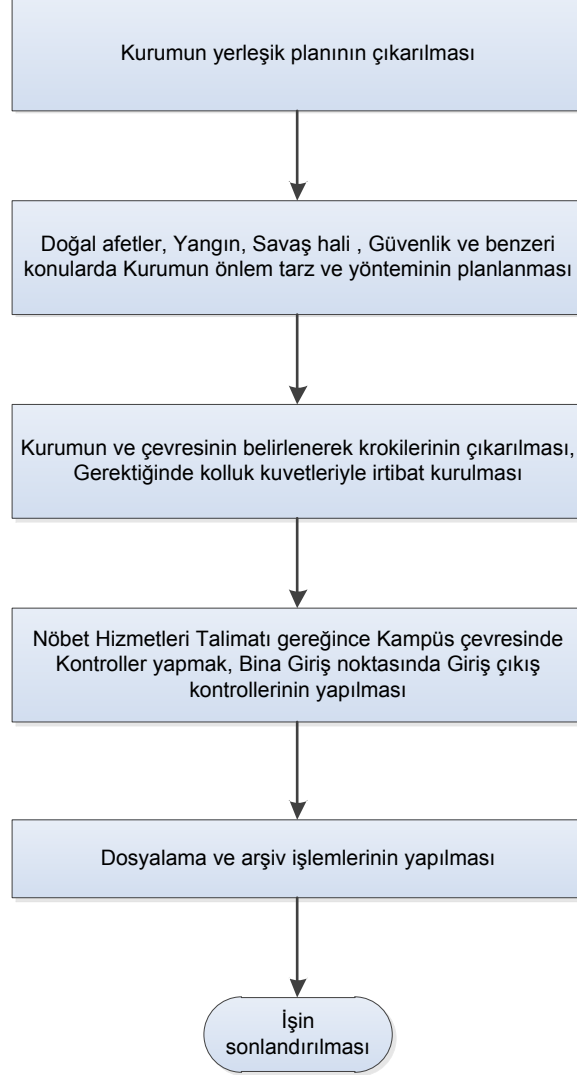 Kurumun yerleşik planının çıkarılması
Doğal afetler, Yangın, Savaş hali , Güvenlik ve benzeri
konularda Kurumun önlem tarz ve yönteminin planlanması
Kurumun ve çevresinin belirlenerek krokilerinin çıkarılması,
Gerektiğinde kolluk kuvetleriyle irtibat kurulması
Nöbet Hizmetleri Talimatı gereğince Kampüs çevresinde
Kontroller yapmak, Bina Giriş noktasında Giriş çıkış
kontrollerinin yapılması
Dosyalama ve arşiv işlemlerinin yapılması
İşin
sonlandırılması